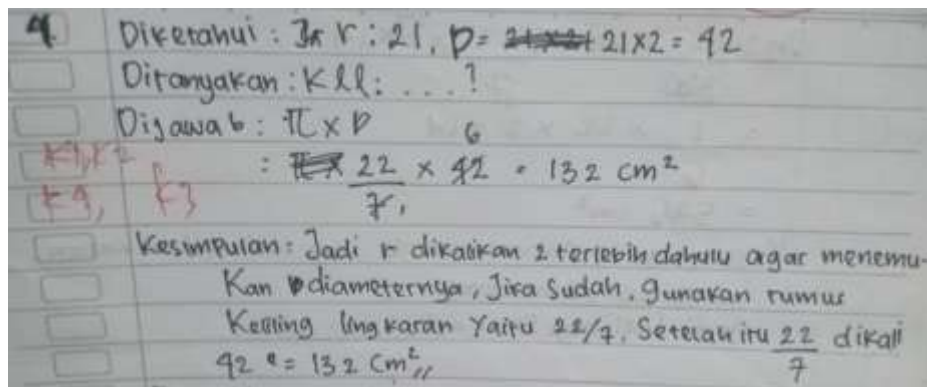 4. Diketahui : r : 21, D = 21x2 = 42
Ditanyakan : Kll : . . . ?
Dijawab : π x D
: 22/7 x 42 = 132 cm²
6
1
K1, K2
K4, K3
Kesimpulan : Jadi r dikalikan 2 terlebih dahulu agar menemu-
kan diameternya, Jika sudah, gunakan rumus
Keliling lingkaran yaitu 22/7. Setelah itu 22/7 dikali
42 = 132 cm²,,